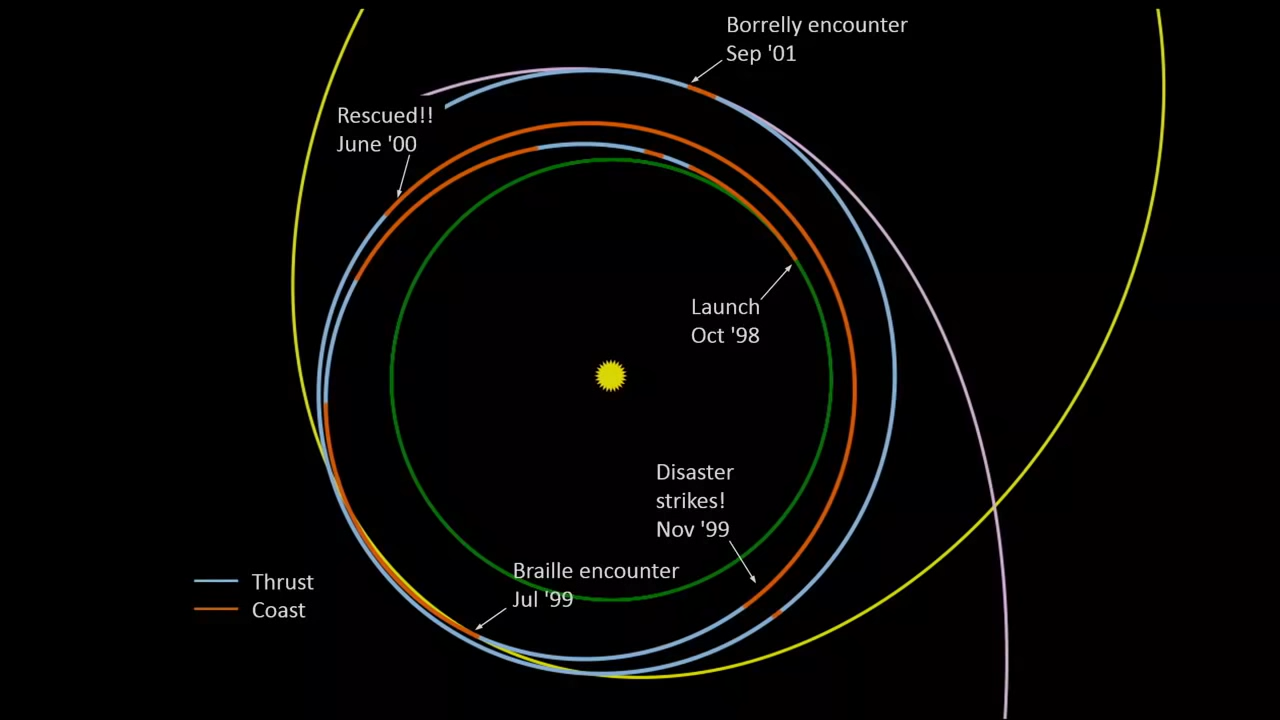 Borrelly encounter
Sep '01
Rescued!!
June '00
Launch
Oct '98
Disaster
strikes!
Nov '99
Braille encounter
Jul '99
Thrust
Coast